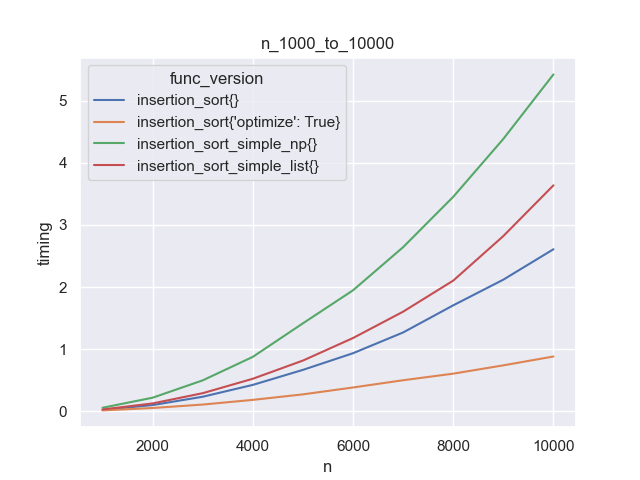 n_1000_to_10000
func_version
insertion_sort{}
insertion_sort{'optimize': True}
insertion_sort_simple_np{}
insertion_sort_simple_list{}
timing
5
4
3
2
1
0
2000 4000 6000 8000 10000
n